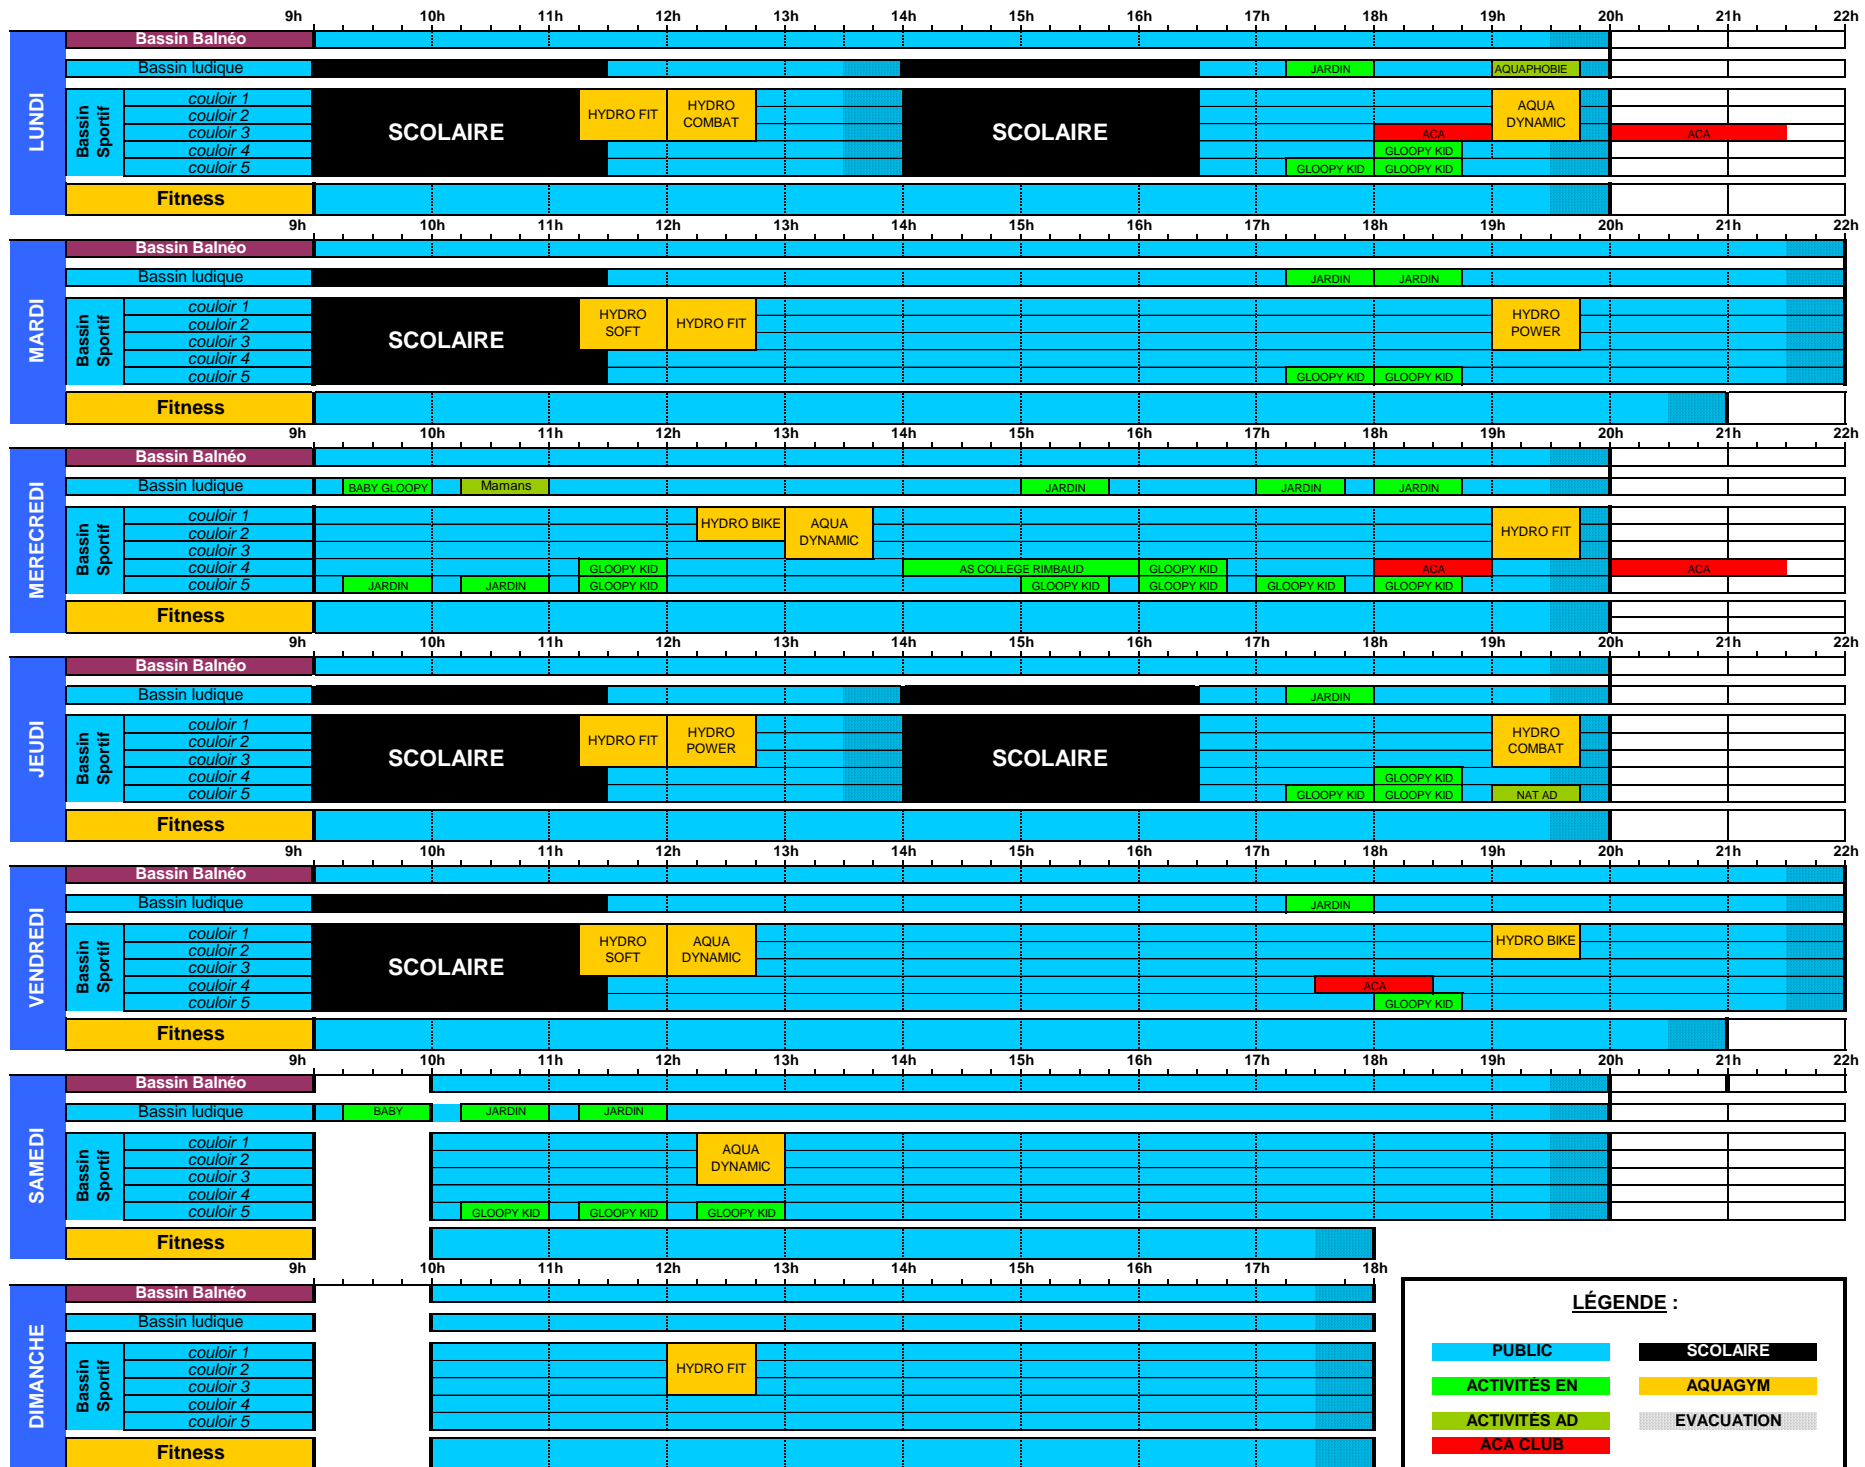 9h 10h 11h 12h 13h 14h 15h 16h 17h 18h 19h 20h 21h 22h
LUNDI
Bassin Balnéo
Bassin ludique JARDIN AQUAPHOBIE
Bassin Sportif
couloir 1
couloir 2
couloir 3
couloir 4
couloir 5
SCOLAIRE
HYDRO FIT
HYDRO COMBAT
SCOLAIRE
AQUA DYNAMIC
ACA ACA
GLOOPY KID
GLOOPY KID GLOOPY KID
Fitness
9h 10h 11h 12h 13h 14h 15h 16h 17h 18h 19h 20h 21h 22h
MARDI
Bassin Balnéo
Bassin ludique JARDIN JARDIN
Bassin Sportif
couloir 1
couloir 2
couloir 3
couloir 4
couloir 5
SCOLAIRE
HYDRO SOFT
HYDRO FIT
HYDRO POWER
GLOOPY KID GLOOPY KID
Fitness
9h 10h 11h 12h 13h 14h 15h 16h 17h 18h 19h 20h 21h 22h
MERECREDI
Bassin Balnéo
Bassin ludique BABY GLOOPY Mamans JARDIN JARDIN JARDIN
Bassin Sportif
couloir 1
couloir 2
couloir 3
couloir 4
couloir 5
HYDRO BIKE
AQUA DYNAMIC
HYDRO FIT
GLOOPY KID AS COLLEGE RIMBAUD GLOOPY KID ACA ACA
JARDIN JARDIN GLOOPY KID GLOOPY KID GLOOPY KID GLOOPY KID GLOOPY KID
Fitness
9h 10h 11h 12h 13h 14h 15h 16h 17h 18h 19h 20h 21h 22h
JEUDI
Bassin Balnéo
Bassin ludique JARDIN
Bassin Sportif
couloir 1
couloir 2
couloir 3
couloir 4
couloir 5
SCOLAIRE
HYDRO FIT
HYDRO POWER
SCOLAIRE
HYDRO COMBAT
GLOOPY KID
GLOOPY KID GLOOPY KID NAT AD
Fitness
9h 10h 11h 12h 13h 14h 15h 16h 17h 18h 19h 20h 21h 22h
VENDREDI
Bassin Balnéo
Bassin ludique JARDIN
Bassin Sportif
couloir 1
couloir 2
couloir 3
couloir 4
couloir 5
SCOLAIRE
HYDRO SOFT
AQUA DYNAMIC
HYDRO BIKE
ACA
GLOOPY KID
Fitness
9h 10h 11h 12h 13h 14h 15h 16h 17h 18h 19h 20h 21h 22h
SAMEDI
Bassin Balnéo
Bassin ludique BABY JARDIN JARDIN
Bassin Sportif
couloir 1
couloir 2
couloir 3
couloir 4
couloir 5
AQUA DYNAMIC
GLOOPY KID GLOOPY KID GLOOPY KID
Fitness
9h 10h 11h 12h 13h 14h 15h 16h 17h 18h
DIMANCHE
Bassin Balnéo
Bassin ludique
Bassin Sportif
couloir 1
couloir 2
couloir 3
couloir 4
couloir 5
HYDRO FIT
Fitness
LÉGENDE :
PUBLIC SCOLAIRE
ACTIVITÉS EN AQUAGYM
ACTIVITÉS AD EVACUATION
ACA CLUB